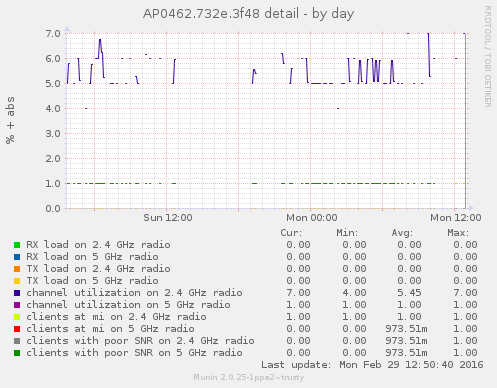 AP0462.732e.3f48 detail - by day
RRDTOOL / TOBI OETIKER
% + abs
7.0
6.0
5.0
4.0
3.0
2.0
1.0
0.0
Sun 12:00 Mon 00:00 Mon 12:00
Cur: Min: Avg: Max:
RX load on 2.4 GHz radio 0.00 0.00 0.00 0.00
RX load on 5 GHz radio 0.00 0.00 0.00 0.00
TX load on 2.4 GHz radio 0.00 0.00 0.00 0.00
TX load on 5 GHz radio 0.00 0.00 0.00 0.00
channel utilization on 2.4 GHz radio 7.00 4.00 5.45 7.00
channel utilization on 5 GHz radio 1.00 1.00 1.00 1.00
clients at mi on 2.4 GHz radio 1.00 1.00 1.00 1.00
clients at mi on 5 GHz radio 0.00 0.00 973.51m 1.00
clients with poor SNR on 2.4 GHz radio 0.00 0.00 973.51m 1.00
clients with poor SNR on 5 GHz radio 0.00 0.00 973.51m 1.00
Last update: Mon Feb 29 12:50:40 2016
Munin 2.0.25-1ppa2~trusty